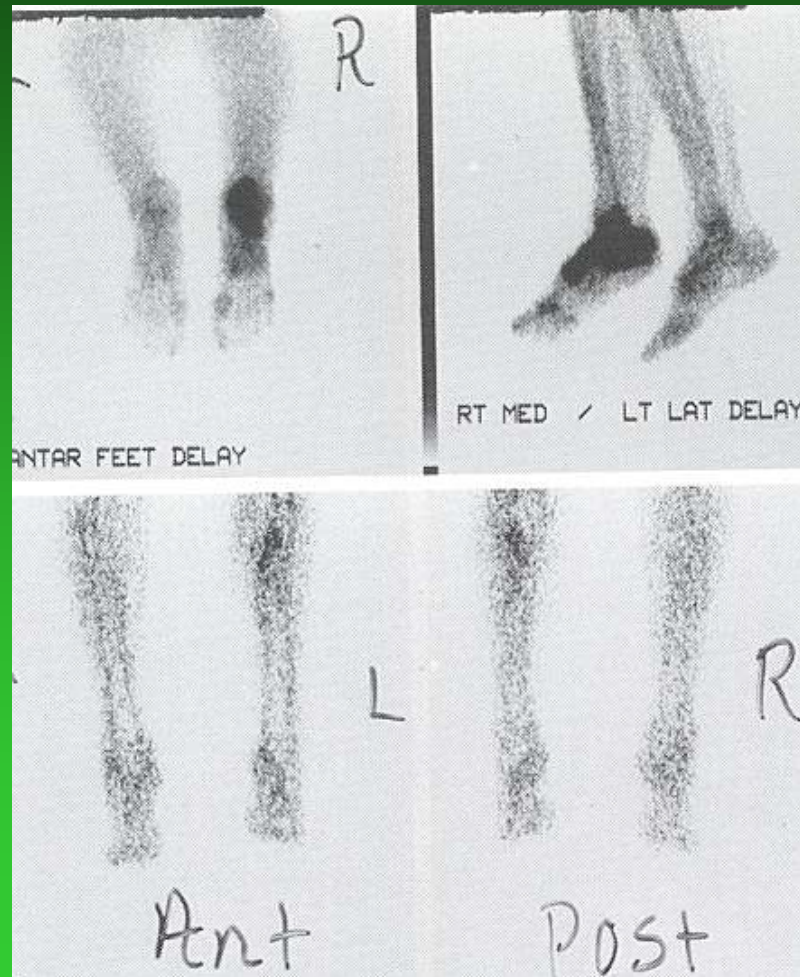 R
ANTAR FEET DELAY
RT MED / LT LAT DELAY
L
R
Ant
Post